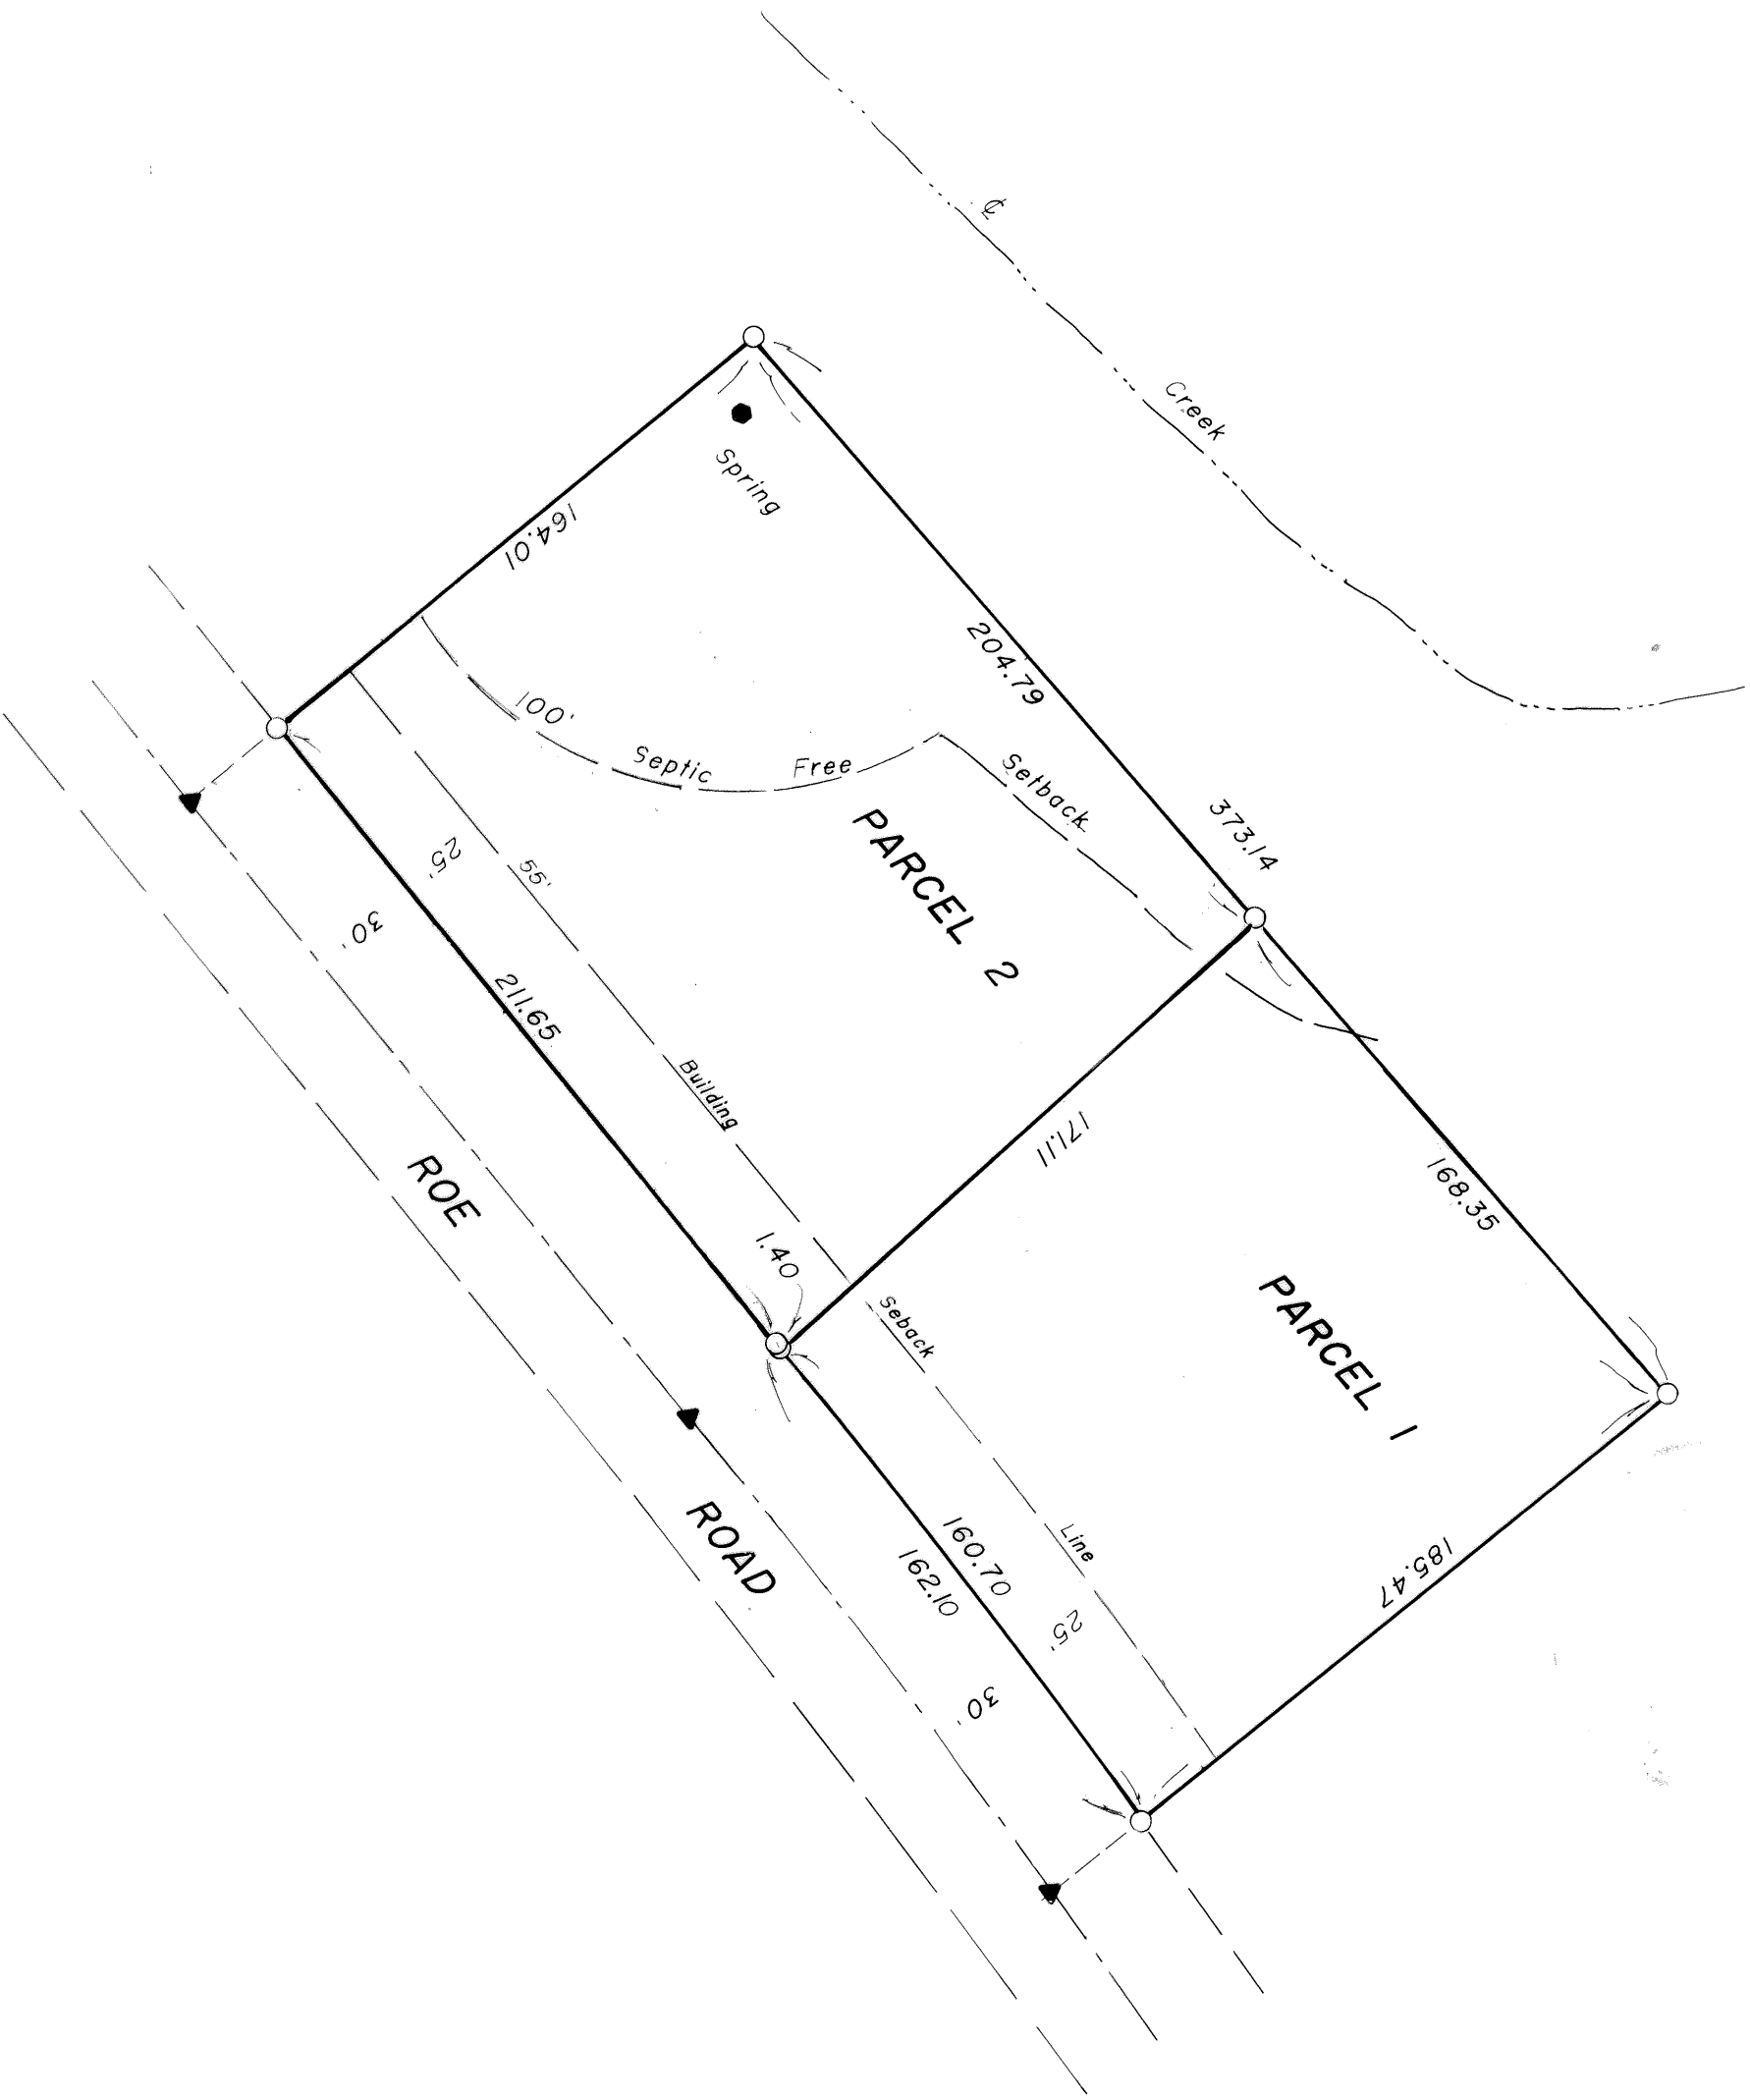 ℄
Creek
Spring
164.01
204.79
100'
Septic Free Setback
373.14
PARCEL 2
25'
55'
30'
211.65
Building Seback Line
171.11
168.35
1.40
ROE ROAD
PARCEL 1
160.70
162.10
25'
30'
185.47